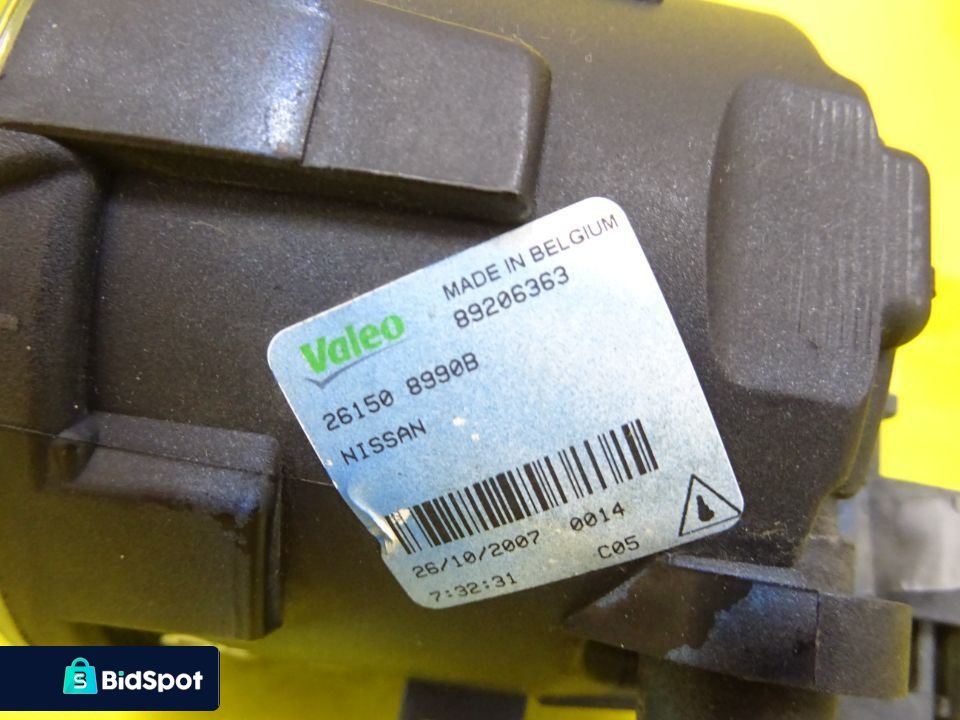 MADE IN BELGIUM
Valeo 89206363
26150 8990B
NISSAN
26/10/2007 0014
7:32:31 C05
BidSpot